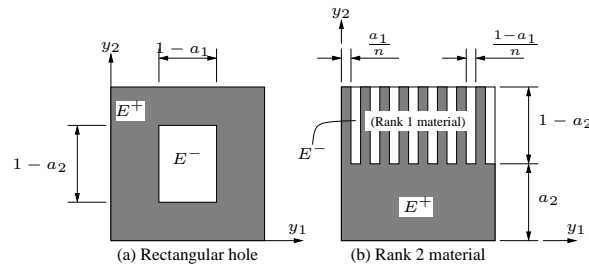 y₂
1 − a₁
E⁺
E⁻
1 − a₂
y₁
(a) Rectangular hole
y₂
a₁/n
1−a₁/n
(Rank 1 material)
E⁻
1 − a₂
E⁺
a₂
y₁
(b) Rank 2 material